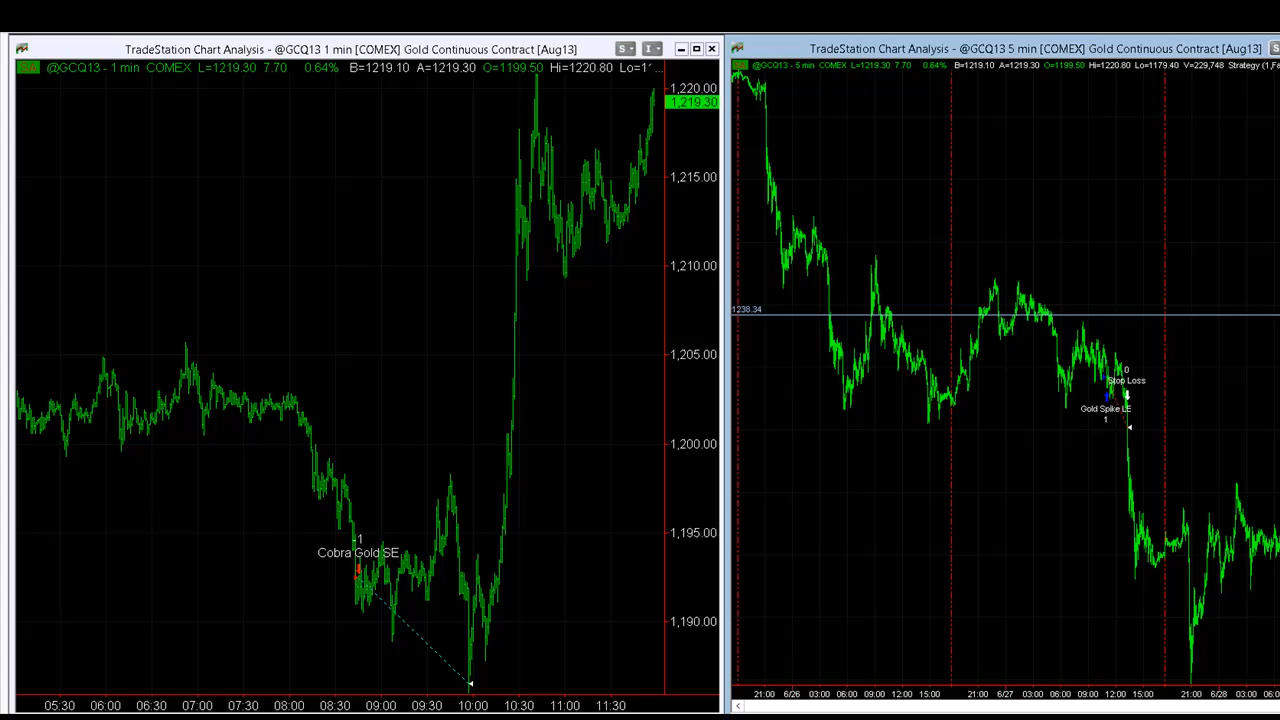 TradeStation Chart Analysis - @GCQ13 1 min [COMEX] Gold Continuous Contract [Aug13]
S
I
@GCQ13 - 1 min COMEX L=1219.30 7.70 0.64% B=1219.10 A=1219.30 O=1199.50 Hi=1220.80 Lo=11...
1,220.00
1,219.30
1,215.00
1,210.00
1,205.00
1,200.00
1,195.00
1,190.00
-1
Cobra Gold SE
05:30 06:00 06:30 07:00 07:30 08:00 08:30 09:00 09:30 10:00 10:30 11:00 11:30
TradeStation Chart Analysis - @GCQ13 5 min [COMEX] Gold Continuous Contract [Aug13]
S
@GCQ13 - 5 min COMEX L=1219.30 7.70 0.64% B=1219.10 A=1219.30 O=1199.50 Hi=1220.80 Lo=1179.40 V=229,748 Strategy (1,Fa
1238.34
0
Stop Loss
Gold Spike LE
1
21:00 6/26 03:00 06:00 09:00 12:00 15:00 21:00 6/27 03:00 06:00 09:00 12:00 15:00 21:00 6/28 03:00 06:0